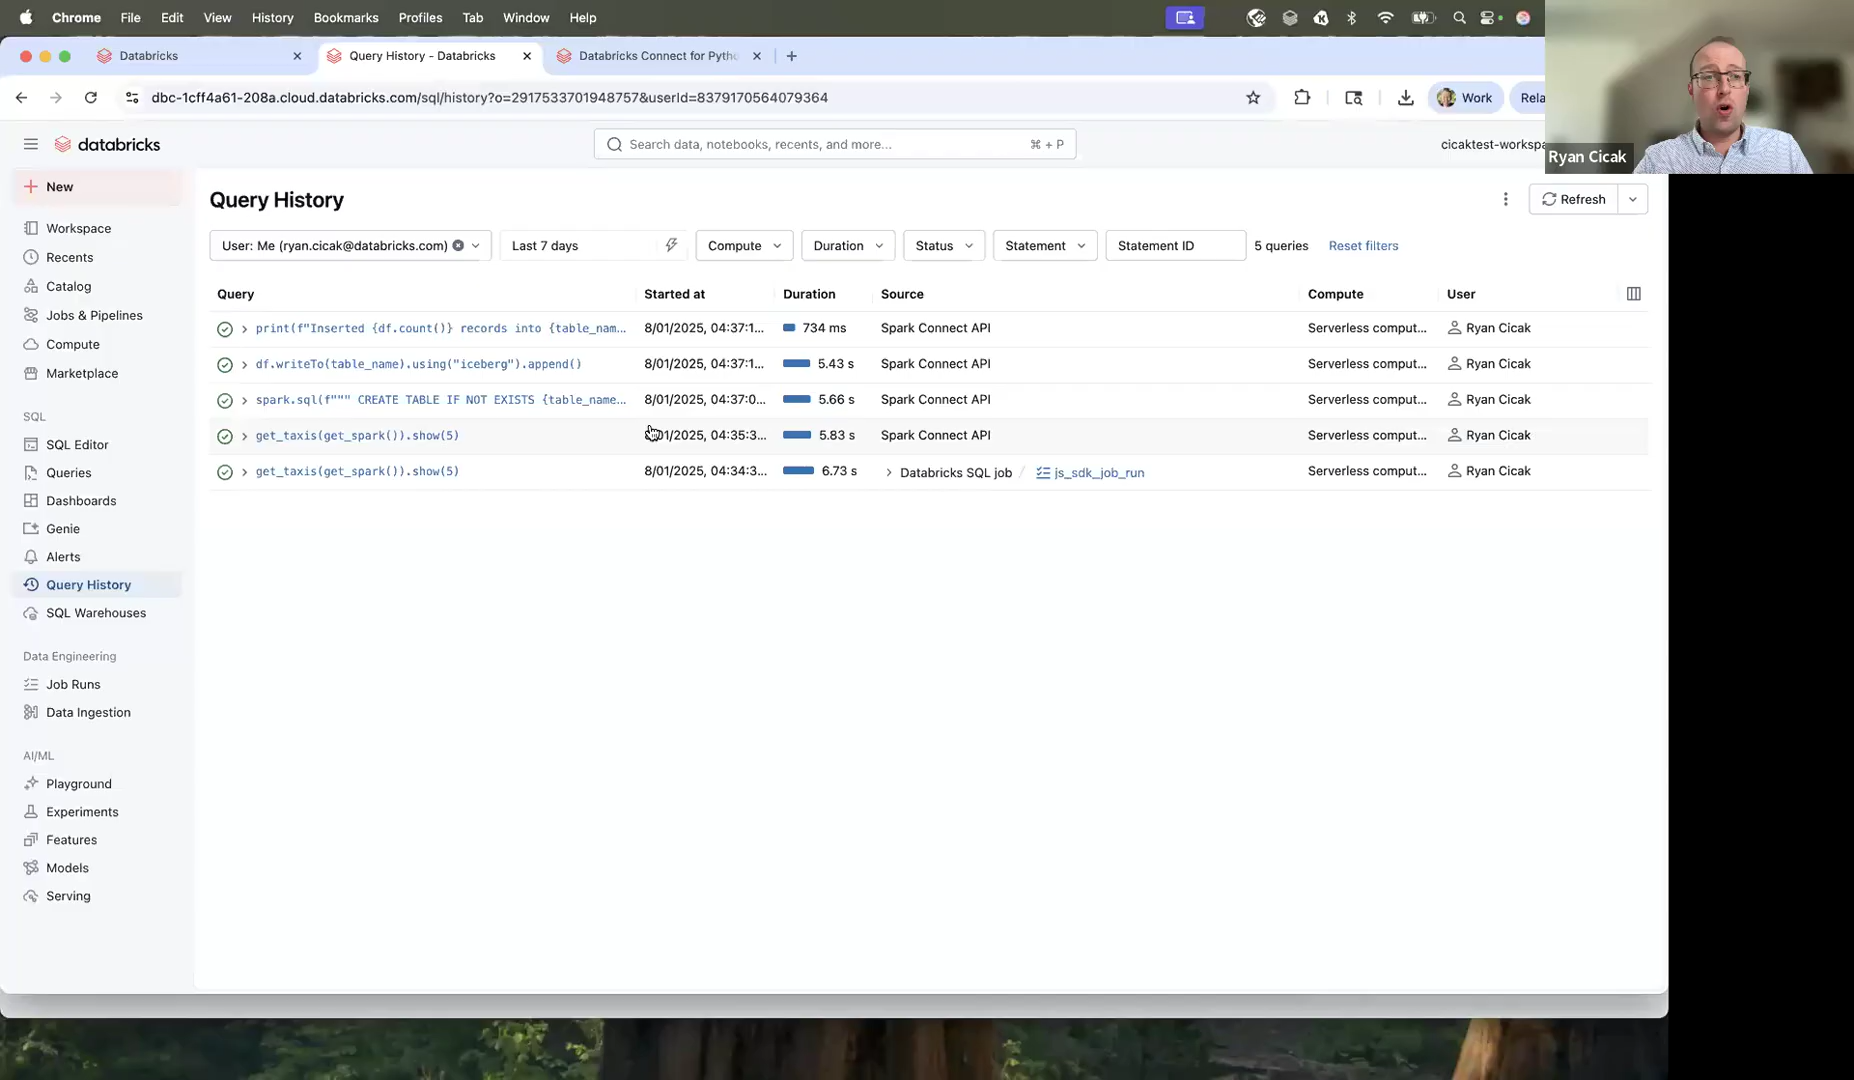 Chrome File Edit View History Bookmarks Profiles Tab Window Help
Databricks Query History - Databricks Databricks Connect for Pytho
dbc-1cff4a61-208a.cloud.databricks.com/sql/history?o=2917533701948757&userId=8379170564079364 Work Rela
databricks Search data, notebooks, recents, and more... ⌘ + P cicaktest-workspa
Ryan Cicak
New
Workspace
Recents
Catalog
Jobs & Pipelines
Compute
Marketplace
SQL
SQL Editor
Queries
Dashboards
Genie
Alerts
Query History
SQL Warehouses
Data Engineering
Job Runs
Data Ingestion
AI/ML
Playground
Experiments
Features
Models
Serving
Query History Refresh
User: Me (ryan.cicak@databricks.com) Last 7 days Compute Duration Status Statement Statement ID 5 queries Reset filters
Query Started at Duration Source Compute User
print(f"Inserted {df.count()} records into {table_nam... 8/01/2025, 04:37:1... 734 ms Spark Connect API Serverless comput... Ryan Cicak
df.writeTo(table_name).using("iceberg").append() 8/01/2025, 04:37:1... 5.43 s Spark Connect API Serverless comput... Ryan Cicak
spark.sql(f""" CREATE TABLE IF NOT EXISTS {table_name... 8/01/2025, 04:37:0... 5.66 s Spark Connect API Serverless comput... Ryan Cicak
get_taxis(get_spark()).show(5) 01/2025, 04:35:3... 5.83 s Spark Connect API Serverless comput... Ryan Cicak
get_taxis(get_spark()).show(5) 8/01/2025, 04:34:3... 6.73 s Databricks SQL job / js_sdk_job_run Serverless comput... Ryan Cicak